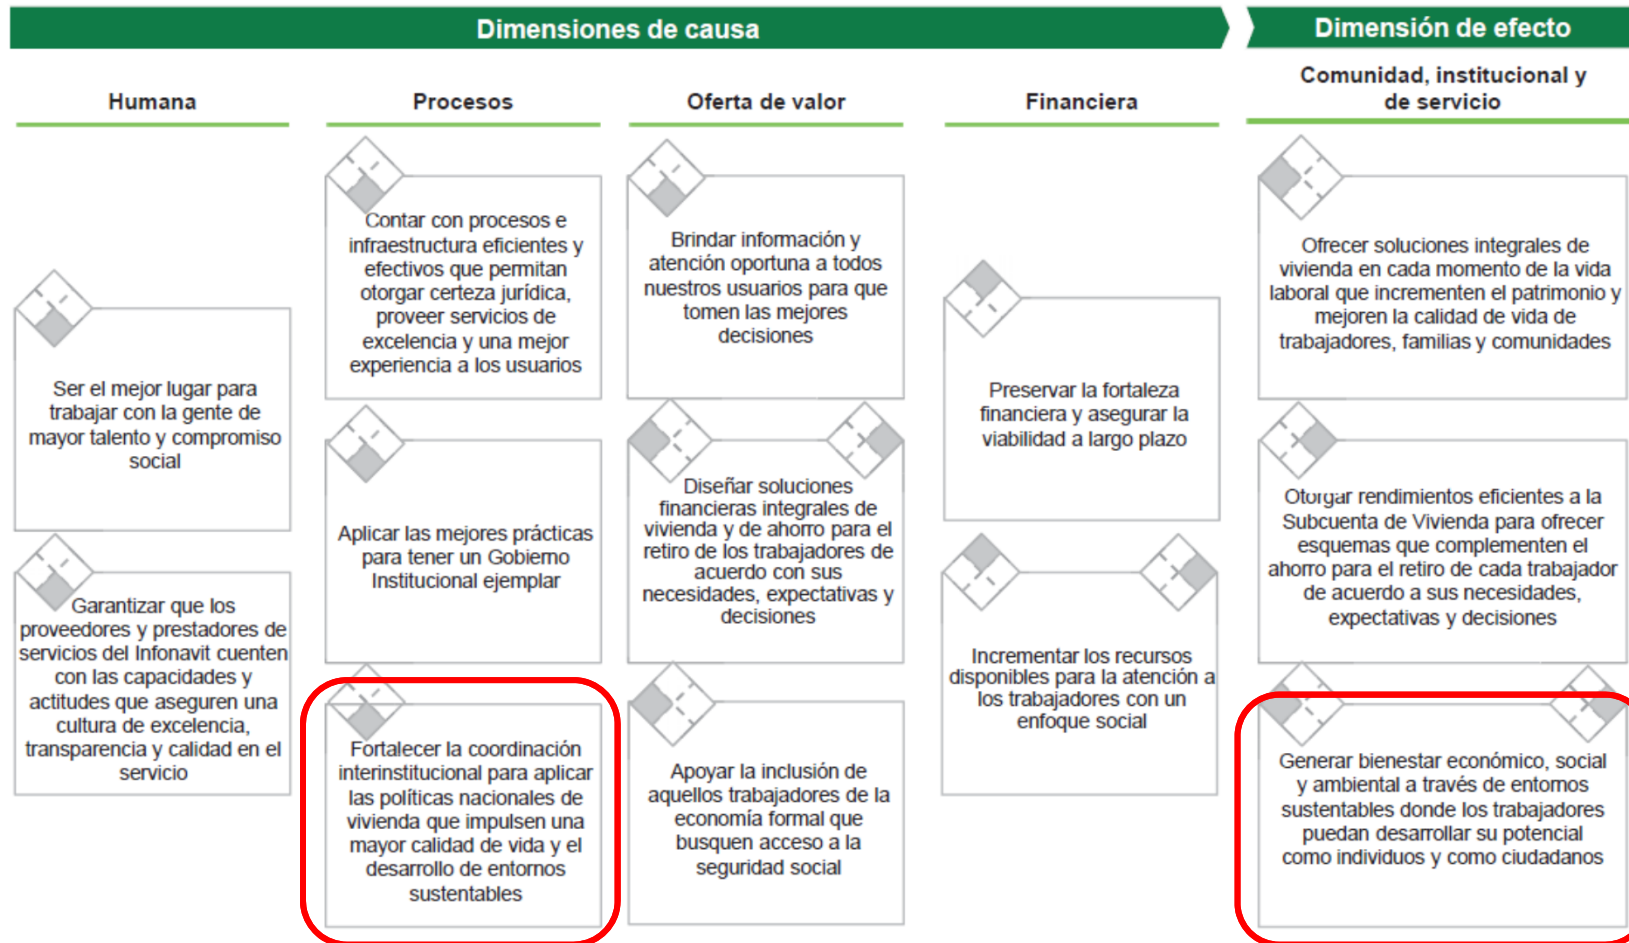 Dimensiones de causa
Dimensión de efecto
Humana
Procesos
Oferta de valor
Financiera
Comunidad, institucional y
de servicio
Ser el mejor lugar para
trabajar con la gente de
mayor talento y compromiso
social
Garantizar que los
proveedores y prestadores de
servicios del Infonavit cuenten
con las capacidades y
actitudes que aseguren una
cultura de excelencia,
transparencia y calidad en el
servicio
Contar con procesos e
infraestructura eficientes y
efectivos que permitan
otorgar certeza jurídica,
proveer servicios de
excelencia y una mejor
experiencia a los usuarios
Aplicar las mejores prácticas
para tener un Gobierno
Institucional ejemplar
Fortalecer la coordinación
interinstitucional para aplicar
las políticas nacionales de
vivienda que impulsen una
mayor calidad de vida y el
desarrollo de entornos
sustentables
Brindar información y
atención oportuna a todos
nuestros usuarios para que
tomen las mejores
decisiones
Diseñar soluciones
financieras integrales de
vivienda y de ahorro para el
retiro de los trabajadores de
acuerdo con sus
necesidades, expectativas y
decisiones
Apoyar la inclusión de
aquellos trabajadores de la
economía formal que
busquen acceso a la
seguridad social
Preservar la fortaleza
financiera y asegurar la
viabilidad a largo plazo
Incrementar los recursos
disponibles para la atención a
los trabajadores con un
enfoque social
Ofrecer soluciones integrales de
vivienda en cada momento de la vida
laboral que incrementen el patrimonio y
mejoren la calidad de vida de
trabajadores, familias y comunidades
Otorgar rendimientos eficientes a la
Subcuenta de Vivienda para ofrecer
esquemas que complementen el
ahorro para el retiro de cada trabajador
de acuerdo a sus necesidades,
expectativas y decisiones
Generar bienestar económico, social
y ambiental a través de entornos
sustentables donde los trabajadores
puedan desarrollar su potencial
como individuos y como ciudadanos